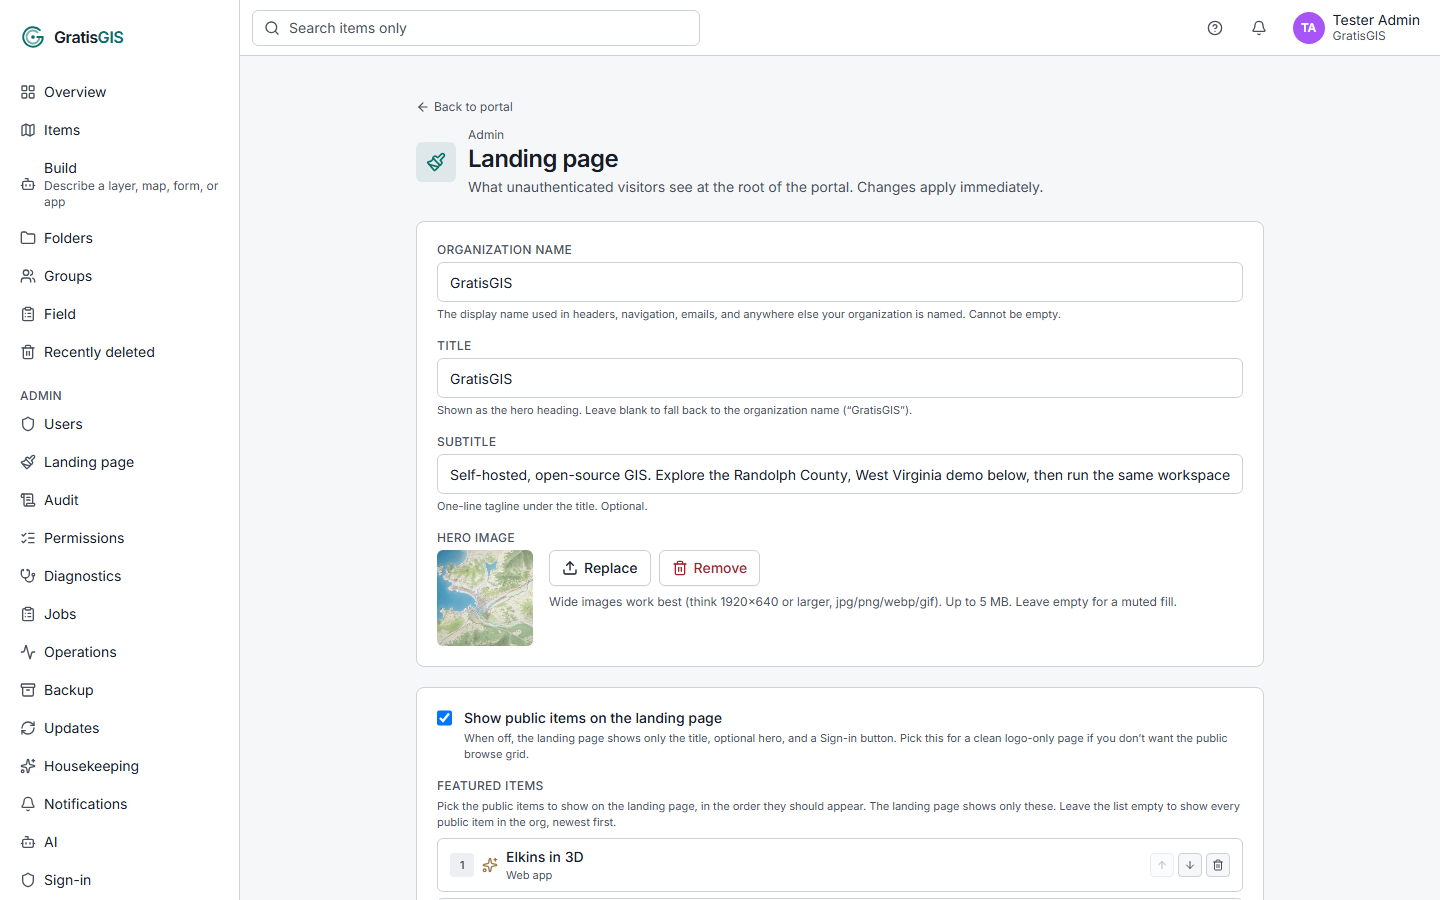 GratisGIS
Search items only
TA
Tester Admin
GratisGIS
Overview
Items
Build
Describe a layer, map, form, or
app
Folders
Groups
Field
Recently deleted
ADMIN
Users
Landing page
Audit
Permissions
Diagnostics
Jobs
Operations
Backup
Updates
Housekeeping
Notifications
AI
Sign-in
Back to portal
Admin
Landing page
What unauthenticated visitors see at the root of the portal. Changes apply immediately.
ORGANIZATION NAME
GratisGIS
The display name used in headers, navigation, emails, and anywhere else your organization is named. Cannot be empty.
TITLE
GratisGIS
Shown as the hero heading. Leave blank to fall back to the organization name (“GratisGIS”).
SUBTITLE
Self-hosted, open-source GIS. Explore the Randolph County, West Virginia demo below, then run the same workspace
One-line tagline under the title. Optional.
HERO IMAGE
Replace
Remove
Wide images work best (think 1920×640 or larger, jpg/png/webp/gif). Up to 5 MB. Leave empty for a muted fill.
Show public items on the landing page
When off, the landing page shows only the title, optional hero, and a Sign-in button. Pick this for a clean logo-only page if you don’t want the public
browse grid.
FEATURED ITEMS
Pick the public items to show on the landing page, in the order they should appear. The landing page shows only these. Leave the list empty to show every
public item in the org, newest first.
1
Elkins in 3D
Web app